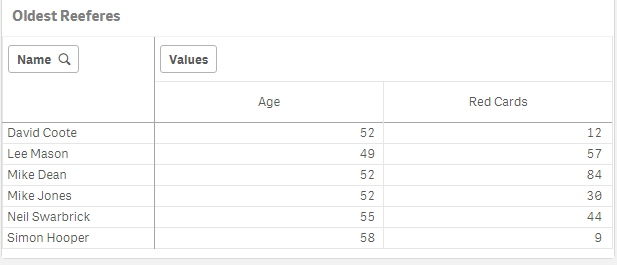 Oldest Reeferes
Name Values
Age Red Cards
David Coote 52 12
Lee Mason 49 57
Mike Dean 52 84
Mike Jones 52 30
Neil Swarbrick 55 44
Simon Hooper 58 9